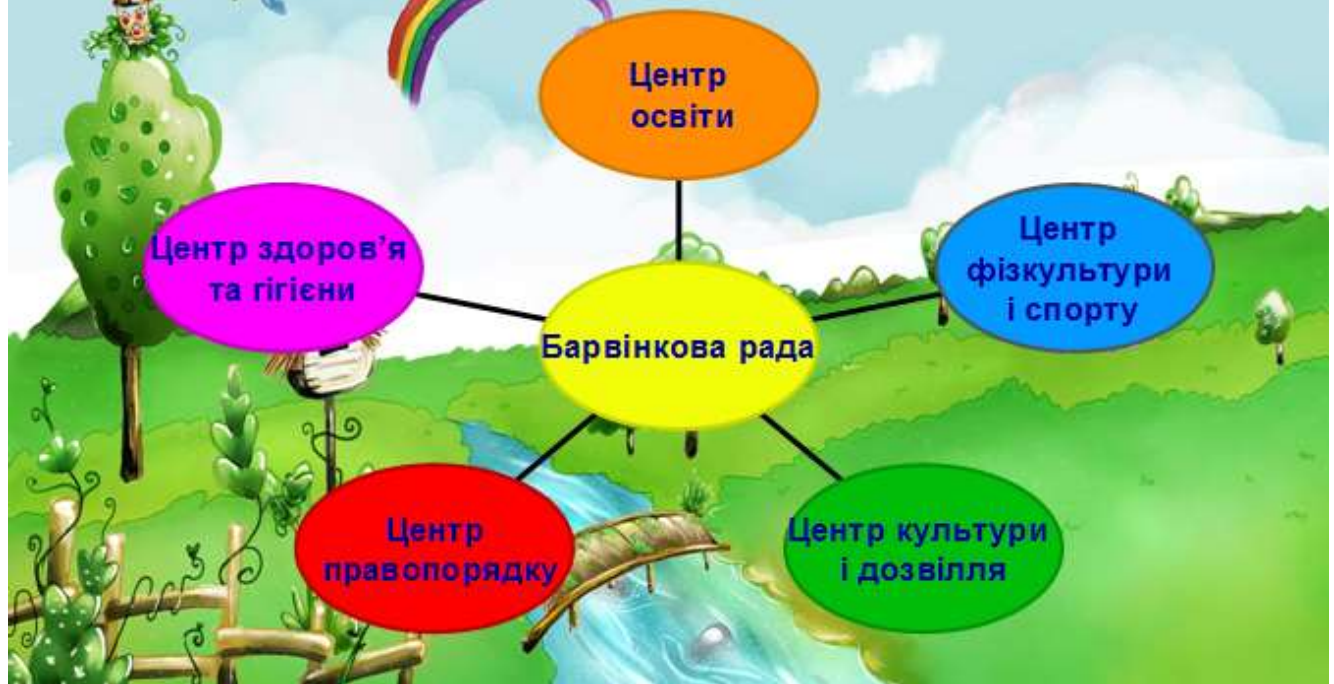 Центр
освіти
Центр здоров’я
та гігієни
Центр
фізкультури
і спорту
Барвінкова рада
Центр
правопорядку
Центр культури
і дозвілля